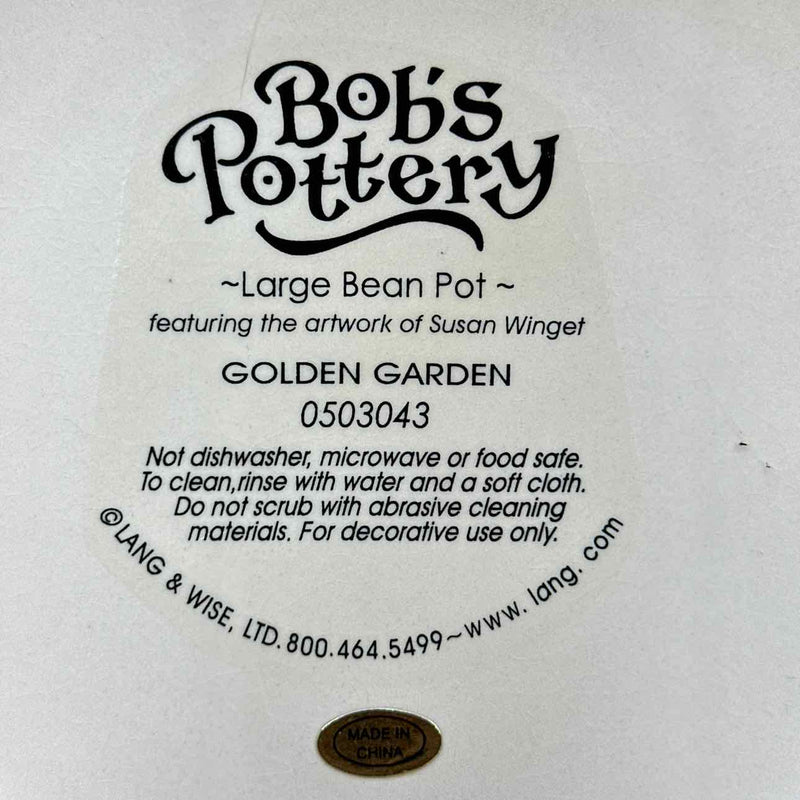 Bob's
Pottery
~Large Bean Pot ~
featuring the artwork of Susan Winget
GOLDEN GARDEN
0503043
Not dishwasher, microwave or food safe.
To clean,rinse with water and a soft cloth.
Do not scrub with abrasive cleaning
materials. For decorative use only.
©LANG & WISE, LTD. 800.464.5499~www. lang. com
MADE IN
CHINA